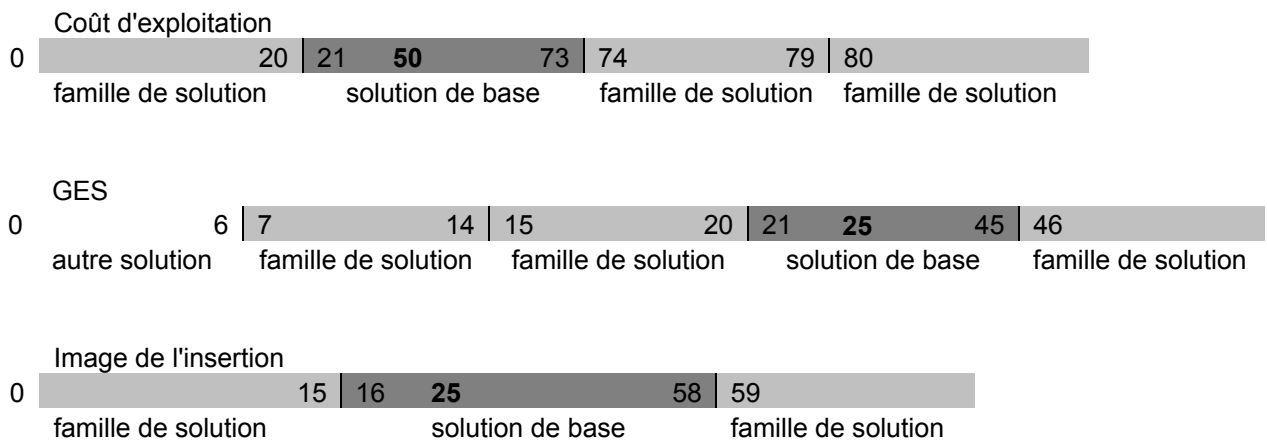 Coût d'exploitation
0 20 21 50 73 74 79 80
famille de solution solution de base famille de solution famille de solution
GES
0 6 7 14 15 20 21 25 45 46
autre solution famille de solution famille de solution solution de base famille de solution
Image de l'insertion
0 15 16 25 58 59
famille de solution solution de base famille de solution